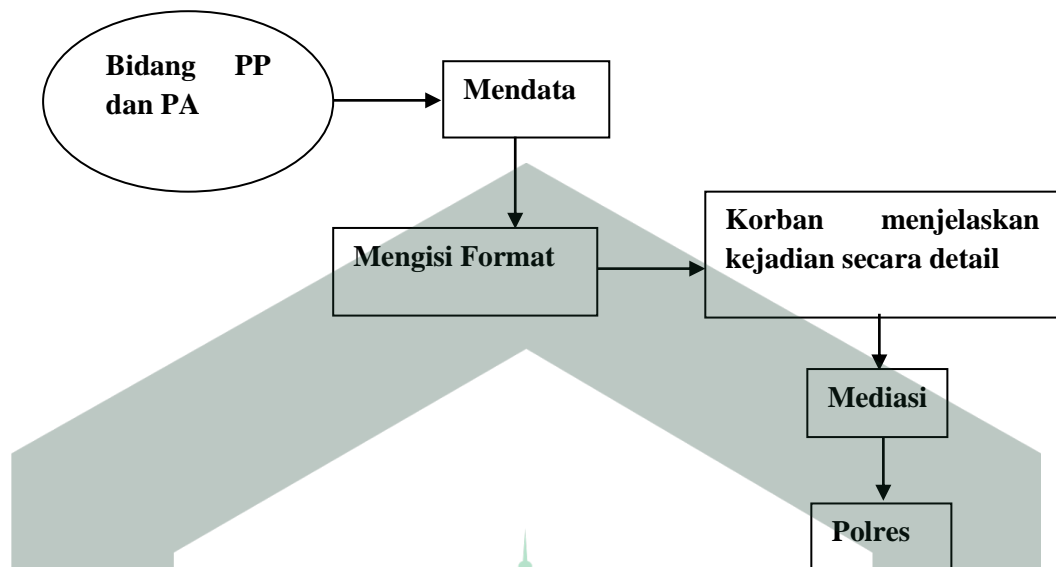 Bidang PP
dan PA
Mendata
Mengisi Format
Korban menjelaskan
kejadian secara detail
Mediasi
Polres